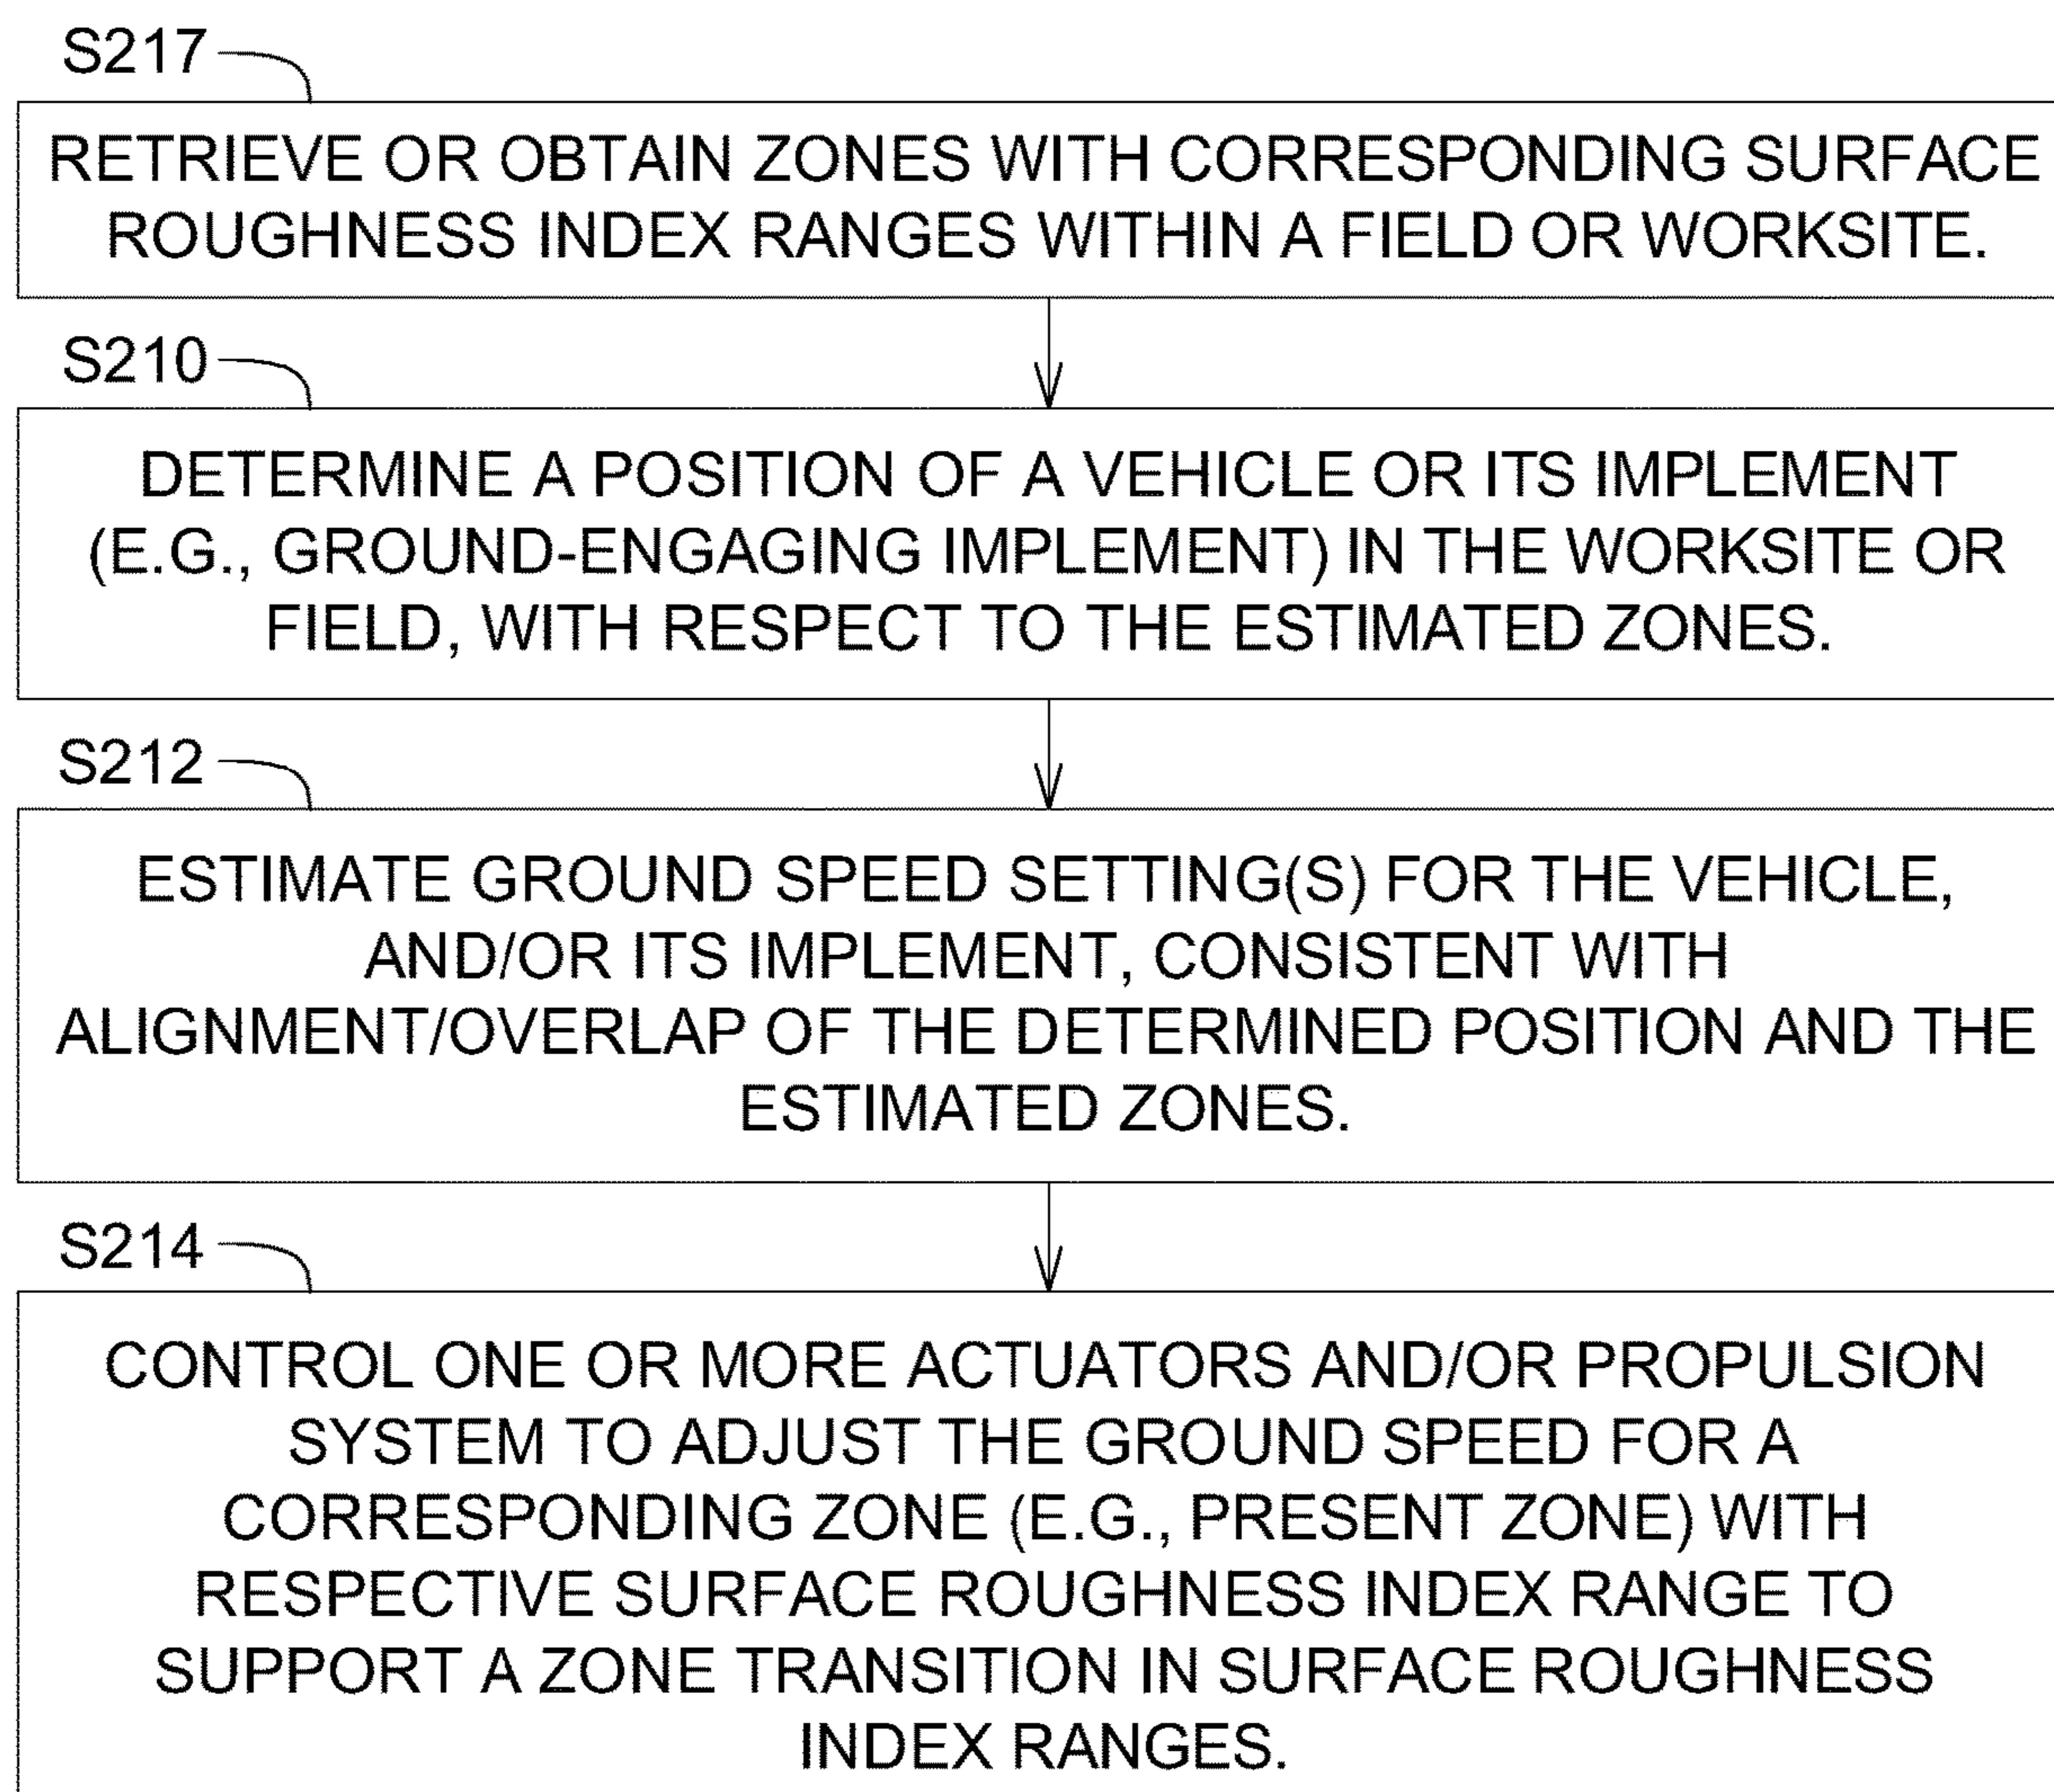 S217
RETRIEVE OR OBTAIN ZONES WITH CORRESPONDING SURFACE
ROUGHNESS INDEX RANGES WITHIN A FIELD OR WORKSITE.
S210
DETERMINE A POSITION OF A VEHICLE OR ITS IMPLEMENT
(E.G., GROUND-ENGAGING IMPLEMENT) IN THE WORKSITE OR
FIELD, WITH RESPECT TO THE ESTIMATED ZONES.
S212
ESTIMATE GROUND SPEED SETTING(S) FOR THE VEHICLE,
AND/OR ITS IMPLEMENT, CONSISTENT WITH
ALIGNMENT/OVERLAP OF THE DETERMINED POSITION AND THE
ESTIMATED ZONES.
S214
CONTROL ONE OR MORE ACTUATORS AND/OR PROPULSION
SYSTEM TO ADJUST THE GROUND SPEED FOR A
CORRESPONDING ZONE (E.G., PRESENT ZONE) WITH
RESPECTIVE SURFACE ROUGHNESS INDEX RANGE TO
SUPPORT A ZONE TRANSITION IN SURFACE ROUGHNESS
INDEX RANGES.